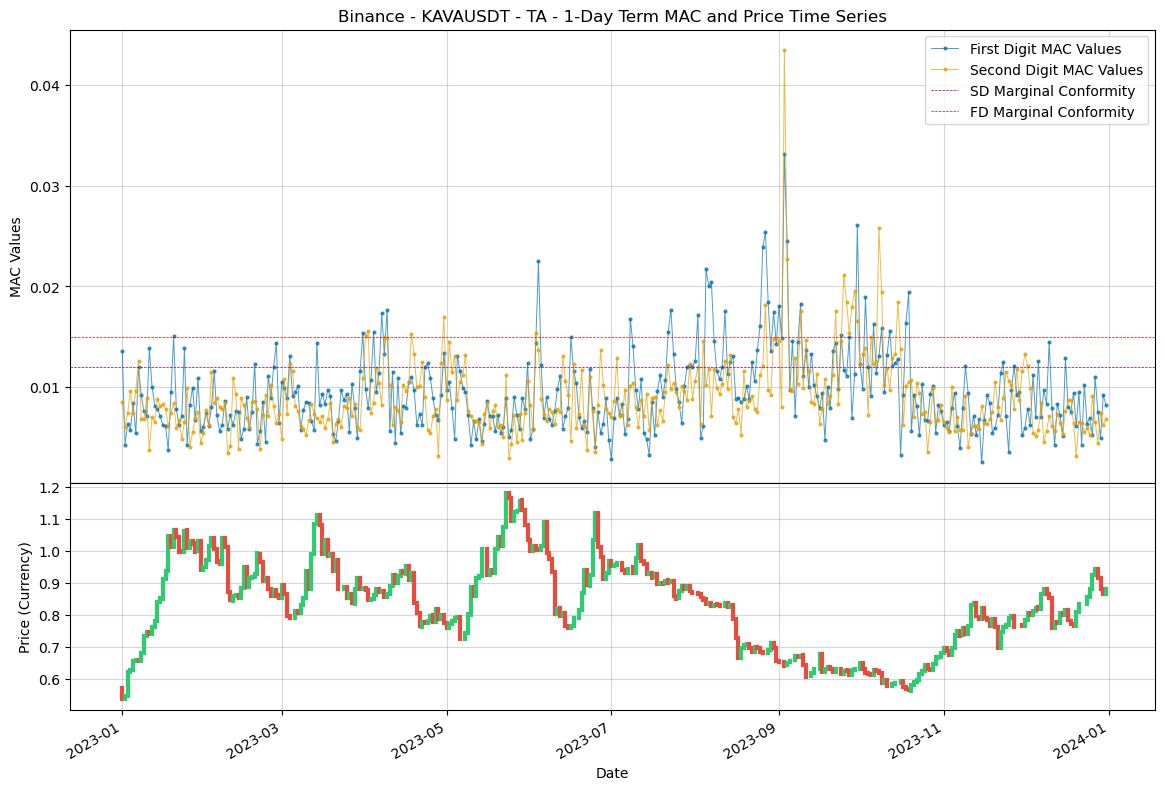 Binance - KAVAUSDT - TA - 1-Day Term MAC and Price Time Series
First Digit MAC Values
Second Digit MAC Values
SD Marginal Conformity
FD Marginal Conformity
MAC Values
0.04
0.03
0.02
0.01
Price (Currency)
1.2
1.1
1.0
0.9
0.8
0.7
0.6
2023-01
2023-03
2023-05
2023-07
2023-09
2023-11
2024-01
Date